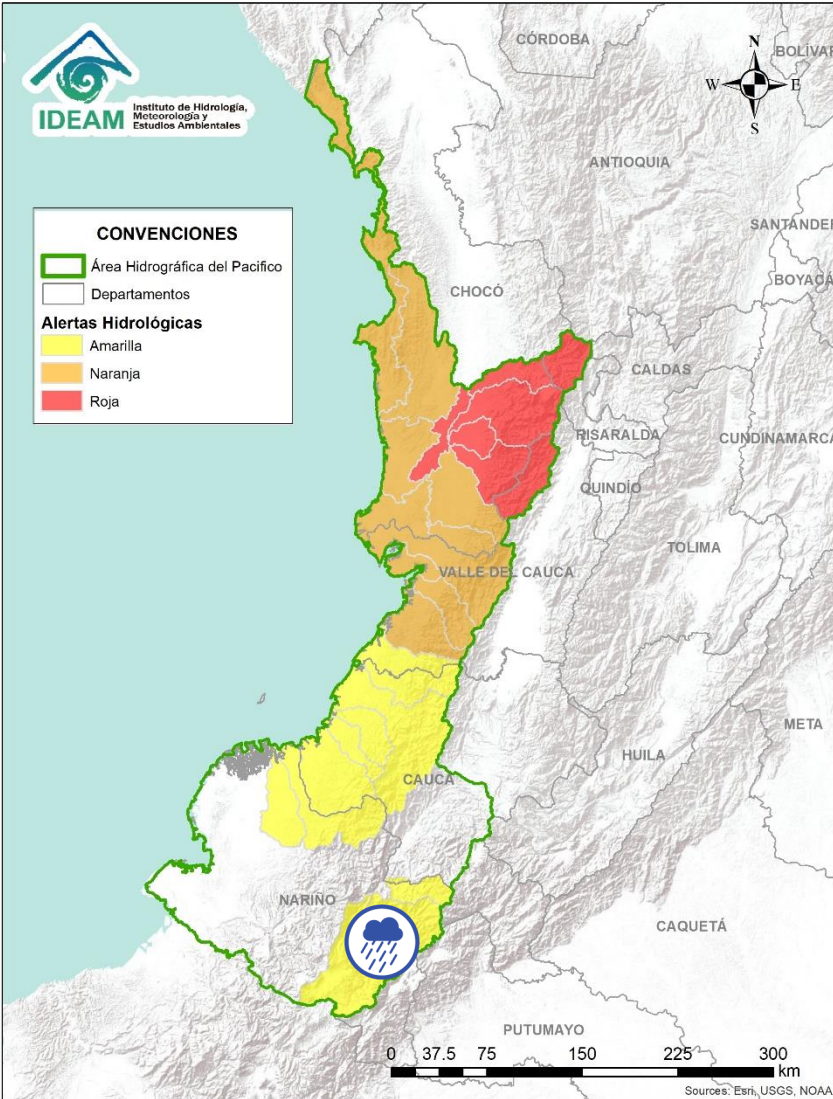 IDEAM
Instituto de Hidrología,
Meteorología y
Estudios Ambientales
CÓRDOBA
BOLÍVAR
N
W E
S
ANTIOQUIA
SANTANDER
BOYACÁ
CONVENCIONES
Área Hidrográfica del Pacifico
Departamentos
Alertas Hidrológicas
Amarilla
Naranja
Roja
CHOCÓ
CALDAS
RISARALDA
CUNDINAMARCA
QUINDÍO
TOLIMA
VALLE DEL CAUCA
META
HUILA
CAUCA
NARIÑO
CAQUETÁ
PUTUMAYO
0 37.5 75 150 225 300
km
Sources: Esri, USGS, NOAA